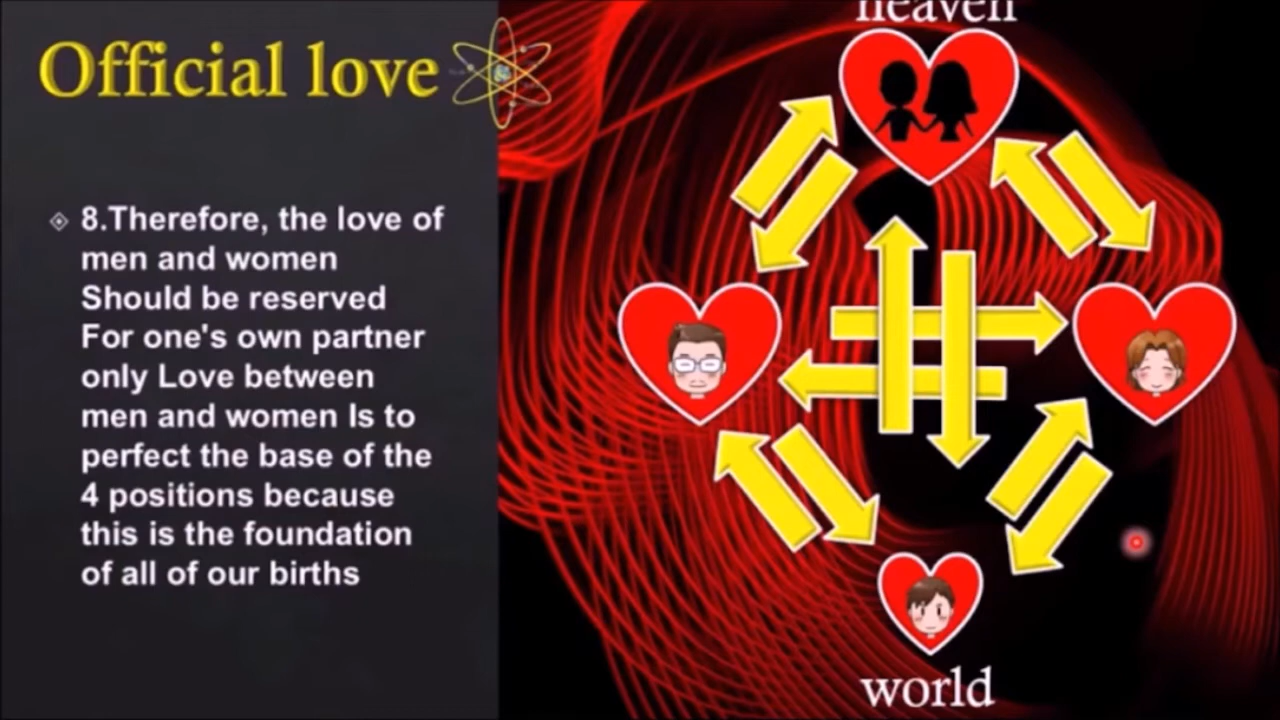 heaven
Official love
8.Therefore, the love of
men and women
Should be reserved
For one's own partner
only Love between
men and women Is to
perfect the base of the
4 positions because
this is the foundation
of all of our births
world